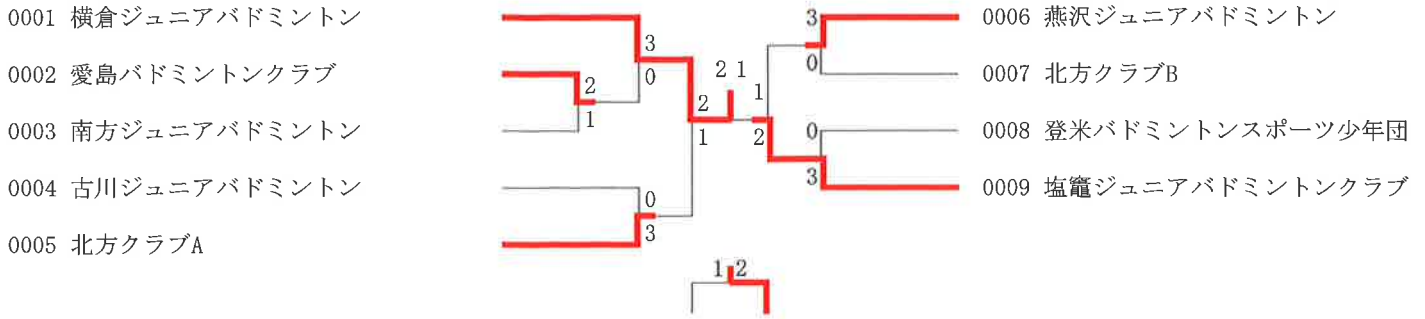 0001 横倉ジュニアバドミントン
0002 愛島バドミントンクラブ
0003 南方ジュニアバドミントン
0004 古川ジュニアバドミントン
0005 北方クラブA
3
0
2
1
2
1
0
3
2 1
1
2
3
0
0
3
1 2
0006 燕沢ジュニアバドミントン
0007 北方クラブB
0008 登米バドミントンスポーツ少年団
0009 塩竈ジュニアバドミントンクラブ